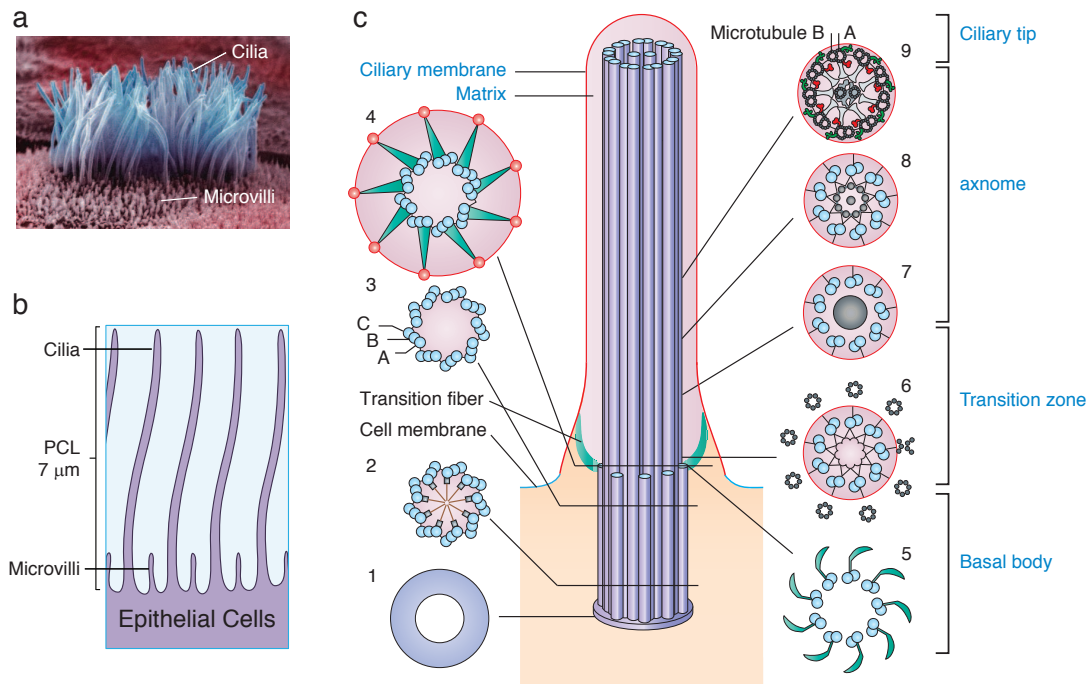 a
Cilia
Microvilli
b
Cilia
PCL
7 μm
Microvilli
Epithelial Cells
c
Ciliary membrane
Matrix
4
3
C
B
A
Transition fiber
Cell membrane
2
1
Microtubule B A
9
8
7
6
5
Ciliary tip
axnome
Transition zone
Basal body